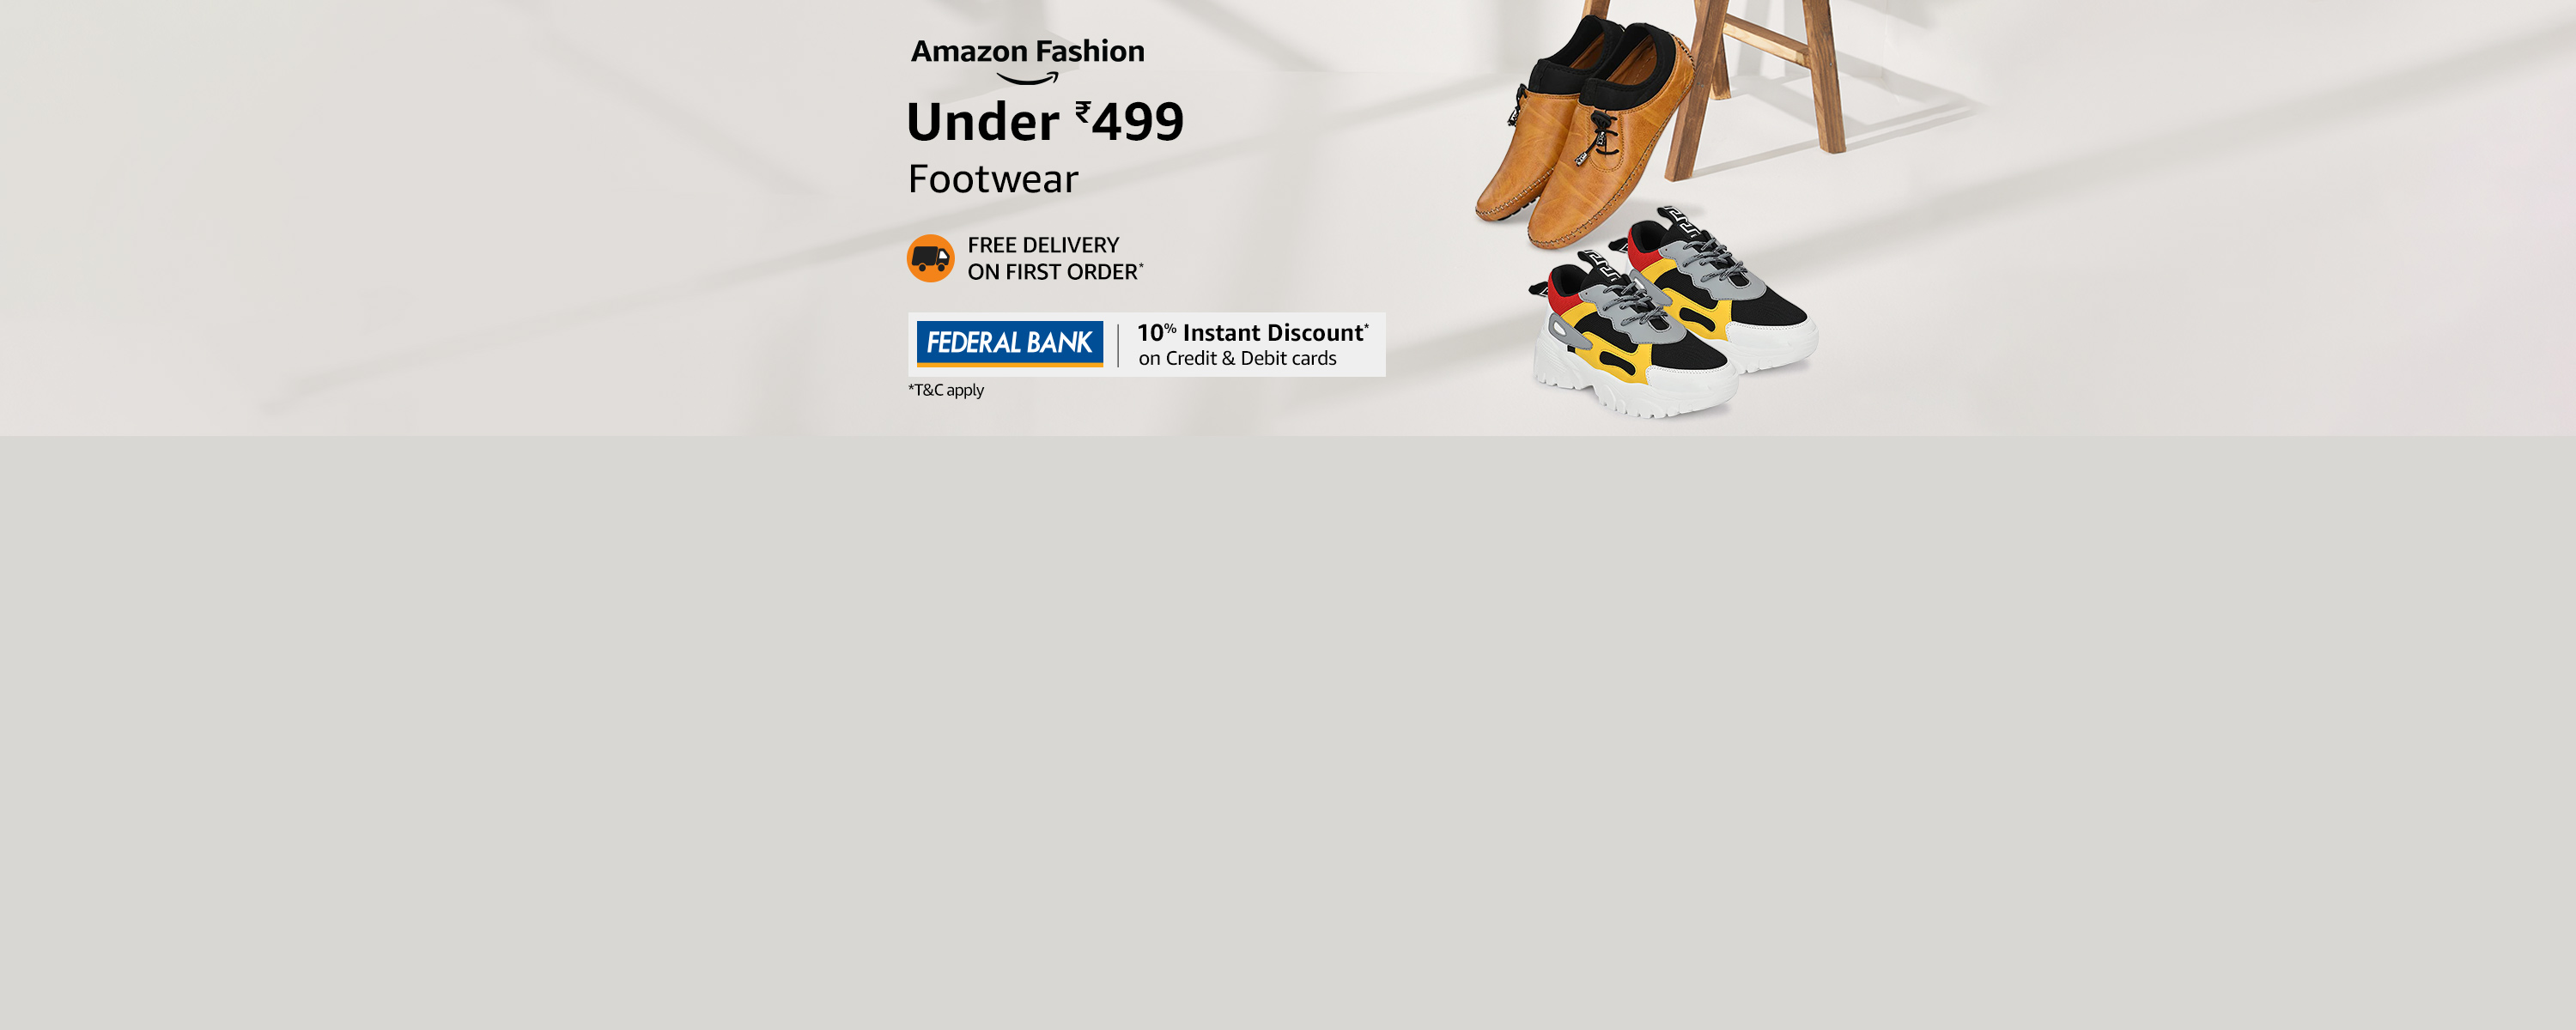 Amazon Fashion
Under ₹499
Footwear
FREE DELIVERY
ON FIRST ORDER*
FEDERAL BANK
10% Instant Discount*
on Credit & Debit cards
*T&C apply